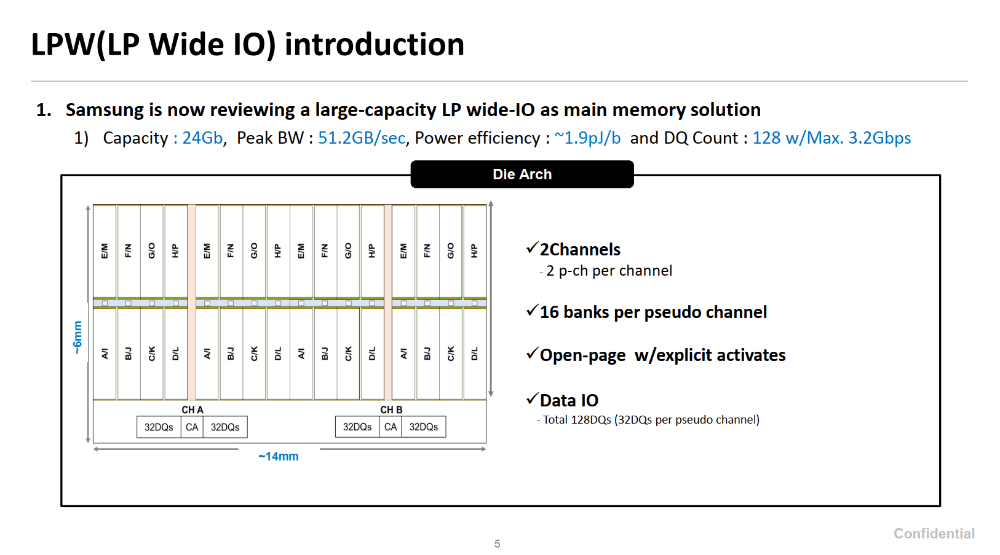 LPW(LP Wide IO) introduction
1. Samsung is now reviewing a large-capacity LP wide-IO as main memory solution
1) Capacity : 24Gb, Peak BW : 51.2GB/sec, Power efficiency : ~1.9pJ/b and DQ Count : 128 w/Max. 3.2Gbps
Die Arch
E/M F/N G/O H/P E/M F/N G/O H/P E/M F/N G/O H/P E/M F/N G/O H/P
A/I B/J C/K D/L A/I B/J C/K D/L A/I B/J C/K D/L A/I B/J C/K D/L
~6mm
CH A CH B
32DQs CA 32DQs 32DQs CA 32DQs
~14mm
✓2Channels
- 2 p-ch per channel
✓16 banks per pseudo channel
✓Open-page w/explicit activates
✓Data IO
- Total 128DQs (32DQs per pseudo channel)
Confidential
5